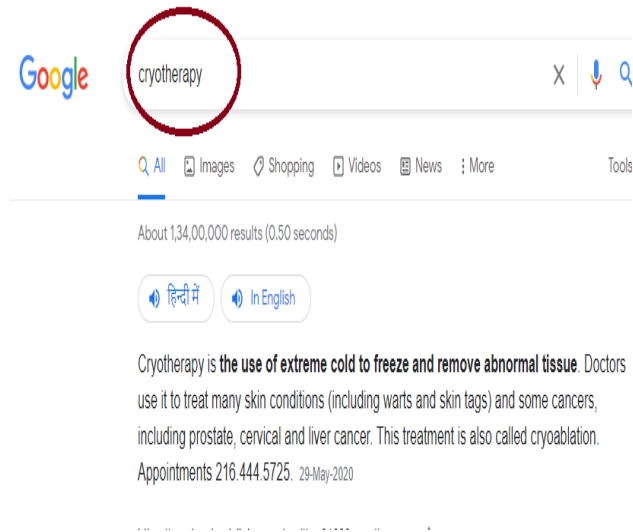 Google cryotherapy
All Images Shopping Videos News More Tools
About 1,34,00,000 results (0.50 seconds)
हिन्दी में In English
Cryotherapy is the use of extreme cold to freeze and remove abnormal tissue. Doctors
use it to treat many skin conditions (including warts and skin tags) and some cancers,
including prostate, cervical and liver cancer. This treatment is also called cryoablation.
Appointments 216.444.5725. 29-May-2020